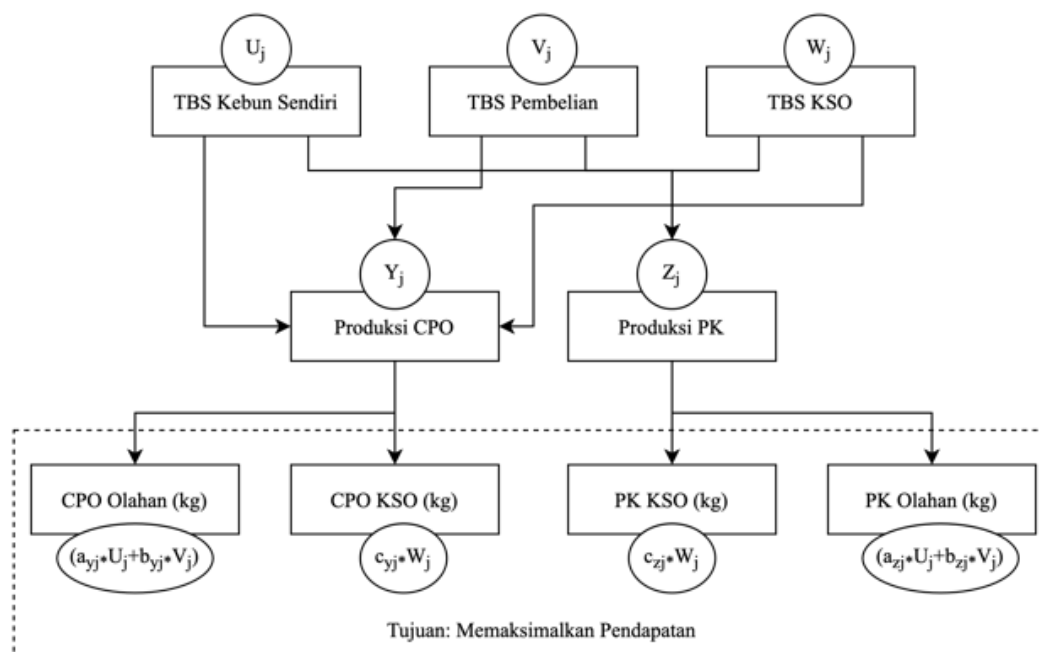 Uj
Vj
Wj
TBS Kebun Sendiri
TBS Pembelian
TBS KSO
Yj
Zj
Produksi CPO
Produksi PK
CPO Olahan (kg)
CPO KSO (kg)
PK KSO (kg)
PK Olahan (kg)
(ayj*Uj+byj*Vj)
cyj*Wj
czj*Wj
(azj*Uj+bzj*Vj)
Tujuan: Memaksimalkan Pendapatan